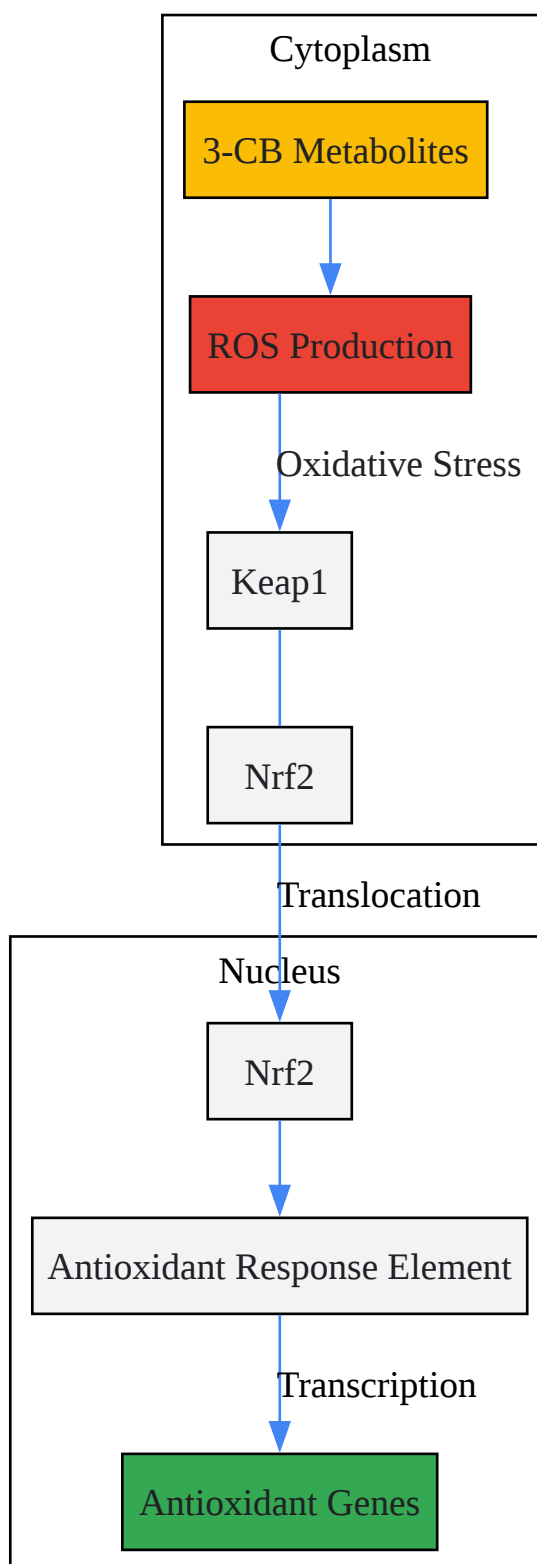 Cytoplasm
3-CB Metabolites
ROS Production
Oxidative Stress
Keap1
Nrf2
Translocation
Nucleus
Nrf2
Antioxidant Response Element
Transcription
Antioxidant Genes